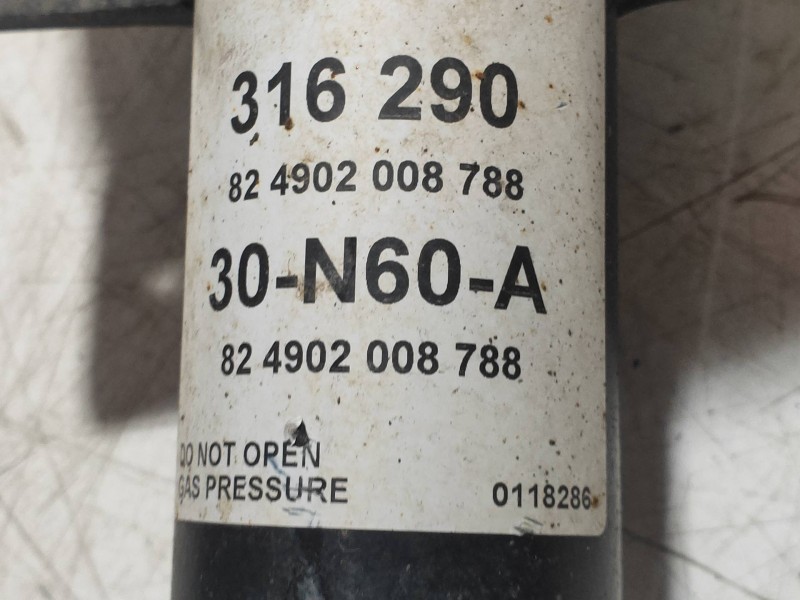 316 290
82 4902 008 788
30-N60-A
82 4902 008 788
DO NOT OPEN
GAS PRESSURE 0118286